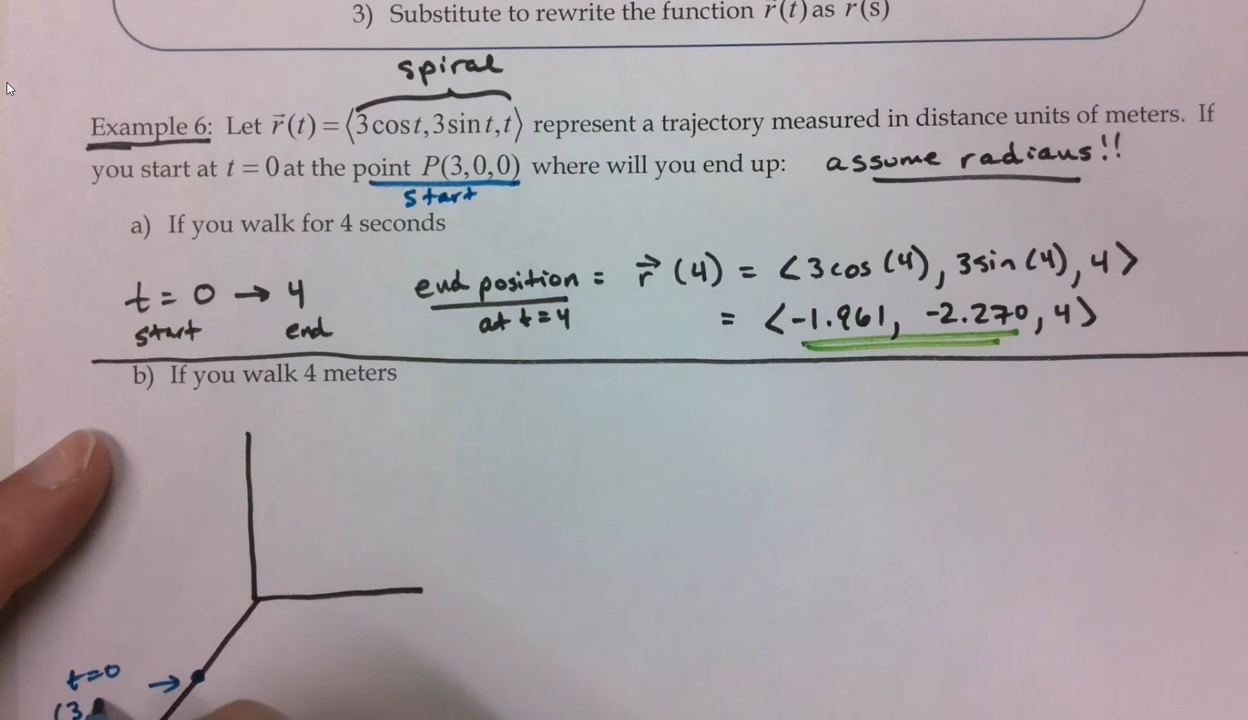 3) Substitute to rewrite the function r⃗(t) as r(s)
spiral
Example 6: Let r⃗(t) = ⟨3cost, 3sint, t⟩ represent a trajectory measured in distance units of meters. If
you start at t = 0 at the point P(3,0,0) where will you end up: assume radians!!
start
a) If you walk for 4 seconds
t = 0 → 4 end position = r⃗(4) = ⟨3cos(4), 3sin(4), 4⟩
start end at t=4 = ⟨-1.961, -2.270, 4⟩
b) If you walk 4 meters
t=0 →
(3,